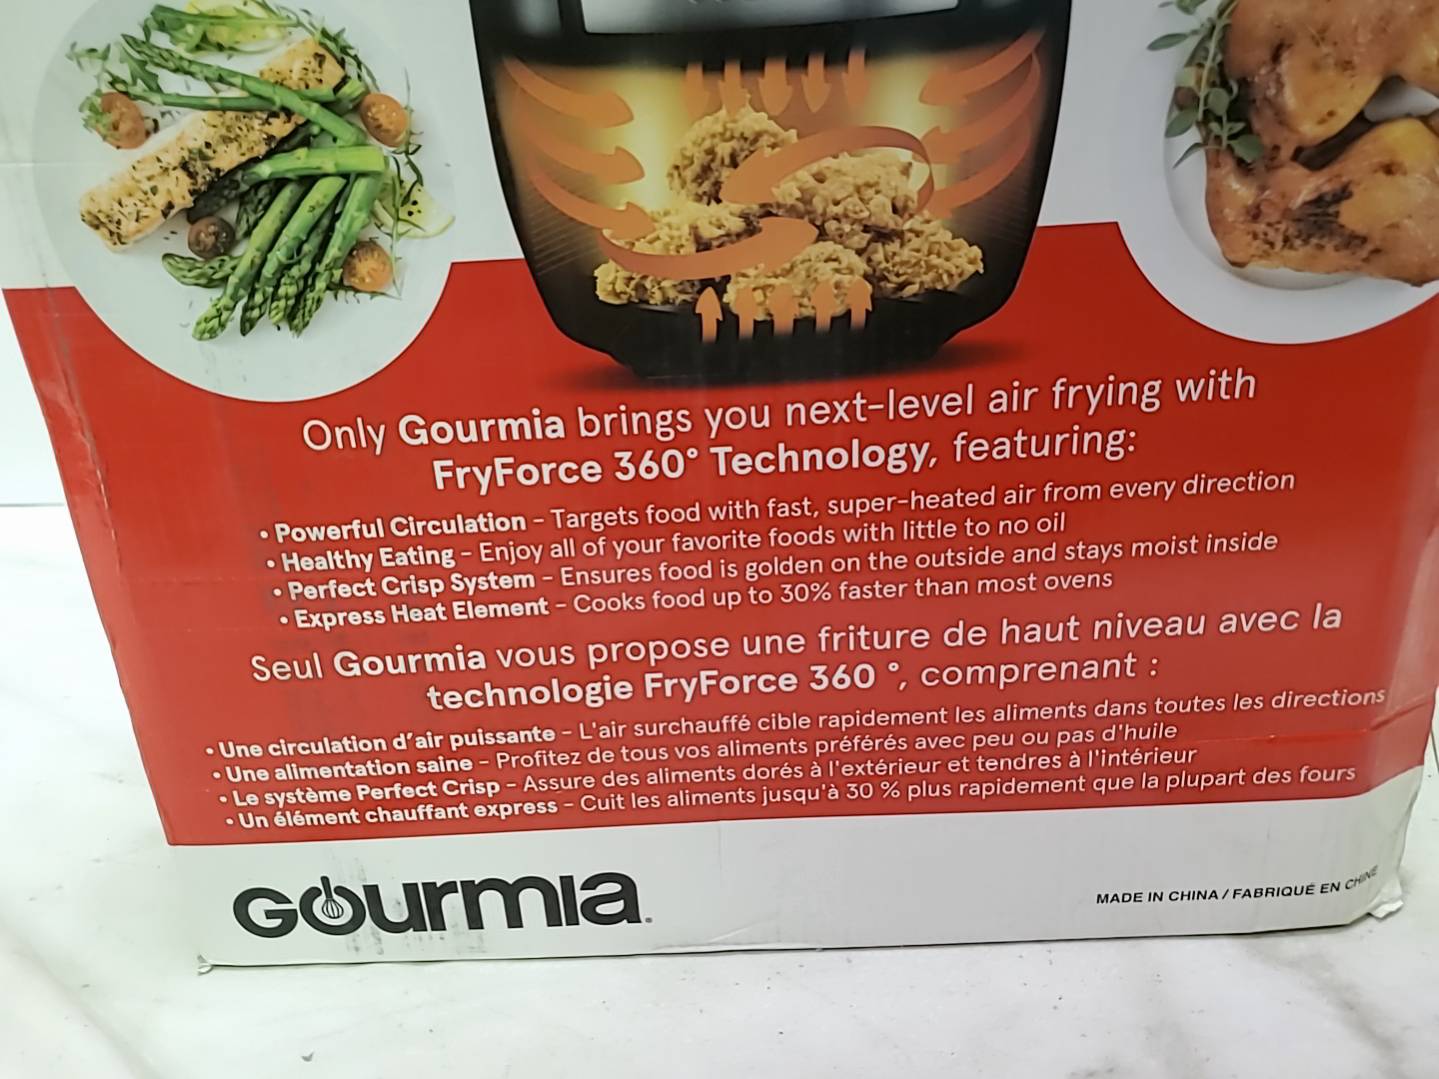 Only Gourmia brings you next-level air frying with
FryForce 360° Technology, featuring:
• Powerful Circulation – Targets food with fast, super-heated air from every direction
• Healthy Eating – Enjoy all of your favorite foods with little to no oil
• Perfect Crisp System – Ensures food is golden on the outside and stays moist inside
• Express Heat Element – Cooks food up to 30% faster than most ovens
Seul Gourmia vous propose une friture de haut niveau avec la
technologie FryForce 360 °, comprenant :
• Une circulation d'air puissante – L'air surchauffé cible rapidement les aliments dans toutes les directions
• Une alimentation saine – Profitez de tous vos aliments préférés avec peu ou pas d'huile
• Le système Perfect Crisp – Assure des aliments dorés à l'extérieur et tendres à l'intérieur
• Un élément chauffant express – Cuit les aliments jusqu'à 30 % plus rapidement que la plupart des fours
Gourmia
MADE IN CHINA / FABRIQUÉ EN CHINE